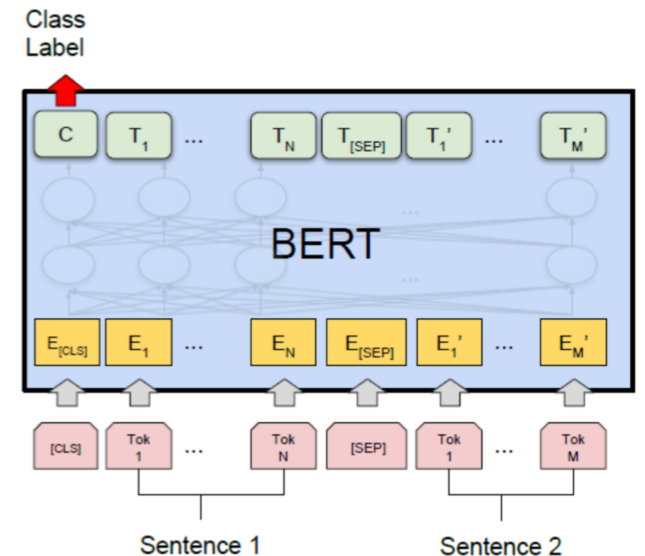 Class
Label
C T1 ... TN T[SEP] T1' ... TM'
...
BERT
...
E[CLS] E1 ... EN E[SEP] E1' ... EM'
[CLS] Tok 1 ... Tok N [SEP] Tok 1 ... Tok M
Sentence 1 Sentence 2